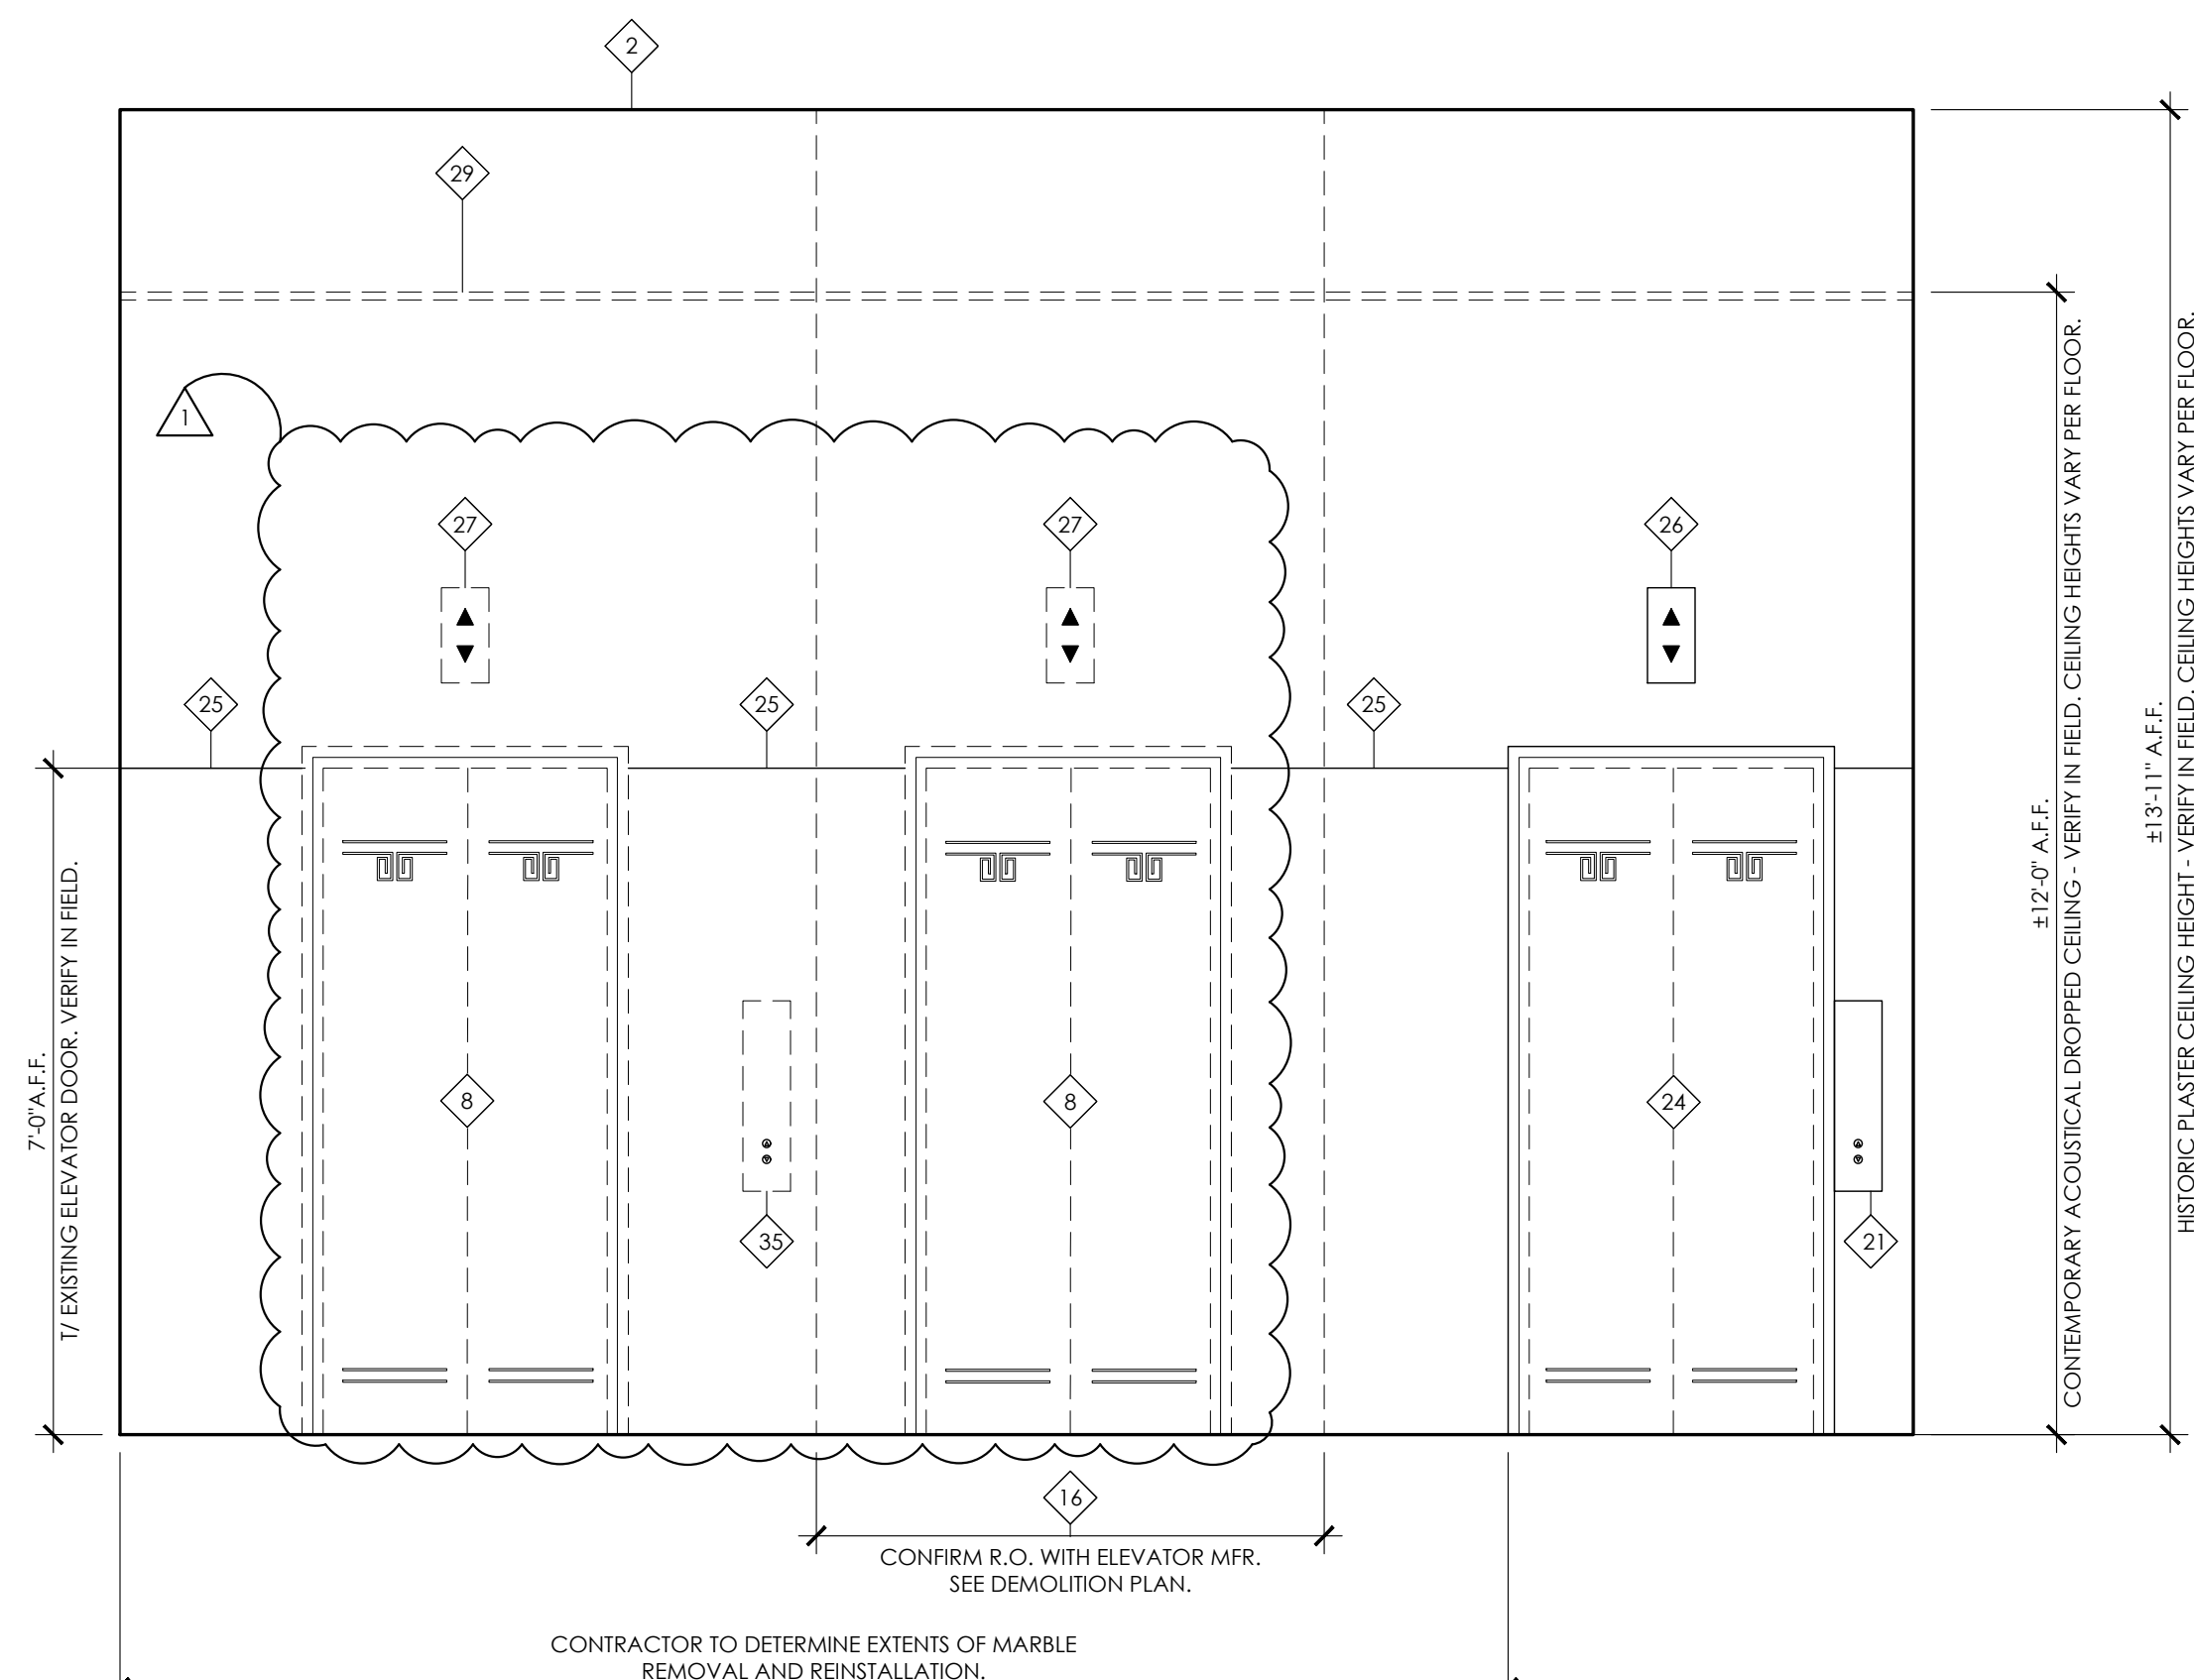 2
29
1
27
27
26
25
25
25
8
8
24
35
21
16
7'-0"A.F.F.
T/ EXISTING ELEVATOR DOOR. VERIFY IN FIELD.
±12'-0" A.F.F.
CONTEMPORARY ACOUSTICAL DROPPED CEILING - VERIFY IN FIELD. CEILING HEIGHTS VARY PER FLOOR.
±13'-11" A.F.F.
HISTORIC PLASTER CEILING HEIGHT - VERIFY IN FIELD. CEILING HEIGHTS VARY PER FLOOR.
CONFIRM R.O. WITH ELEVATOR MFR.
SEE DEMOLITION PLAN.
CONTRACTOR TO DETERMINE EXTENTS OF MARBLE
REMOVAL AND REINSTALLATION.